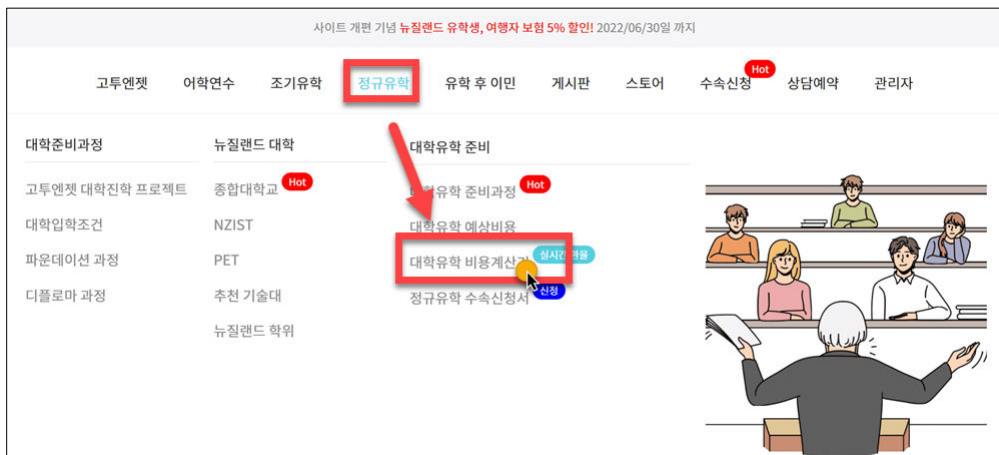 사이트 개편 기념 뉴질랜드 유학생, 여행자 보험 5% 할인! 2022/06/30일 까지
고투엔젯 어학연수 조기유학 정규유학 유학 후 이민 게시판 스토어 수속신청 Hot 상담예약 관리자
대학준비과정
고투엔젯 대학진학 프로젝트
대학입학조건
파운데이션 과정
디플로마 과정
뉴질랜드 대학
종합대학교 Hot
NZIST
PET
추천 기술대
뉴질랜드 학위
대학유학 준비
대학유학 준비과정 Hot
대학유학 예상비용
대학유학 비용계산기 실시간환율
정규유학 수속신청서 신청